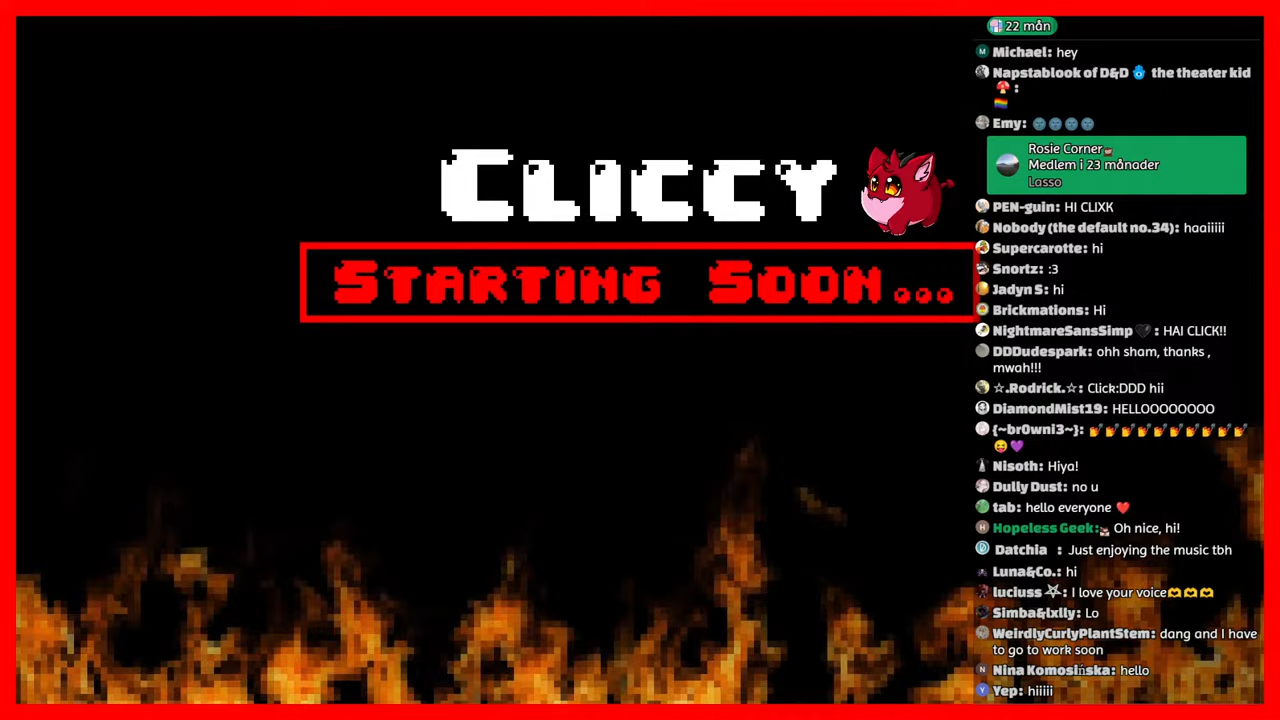 22 mån
Michael: hey
Napstablook of D&D the theater kid
:
Emy:
CLICCY
Rosie Corner
Medlem i 23 månader
Lasso
PEN-guin: HI CLIXK
Nobody (the default no.34): haaiiiii
Supercarotte: hi
STARTING SOON...
Snortz: :3
Jadyn S: hi
Brickmations: Hi
NightmareSansSimp : HAI CLICK!!
DDDudespark: ohh sham, thanks ,
mwah!!!
☆.Rodrick.☆: Click:DDD hii
DiamondMist19: HELLOOOOOOOO
{~br0wni3~}: 💅💅💅💅💅💅💅💅💅💅
😝💜
Nisoth: Hiya!
Dully Dust: no u
tab: hello everyone ❤️
Hopeless Geek: Oh nice, hi!
Datchia : Just enjoying the music tbh
Luna&Co.: hi
luciuss ⛧: I love your voice🫶🫶🫶
Simba&lxlly: Lo
WeirdlyCurlyPlantStem: dang and I have
to go to work soon
Nina Komosińska: hello
Yep: hiiiii